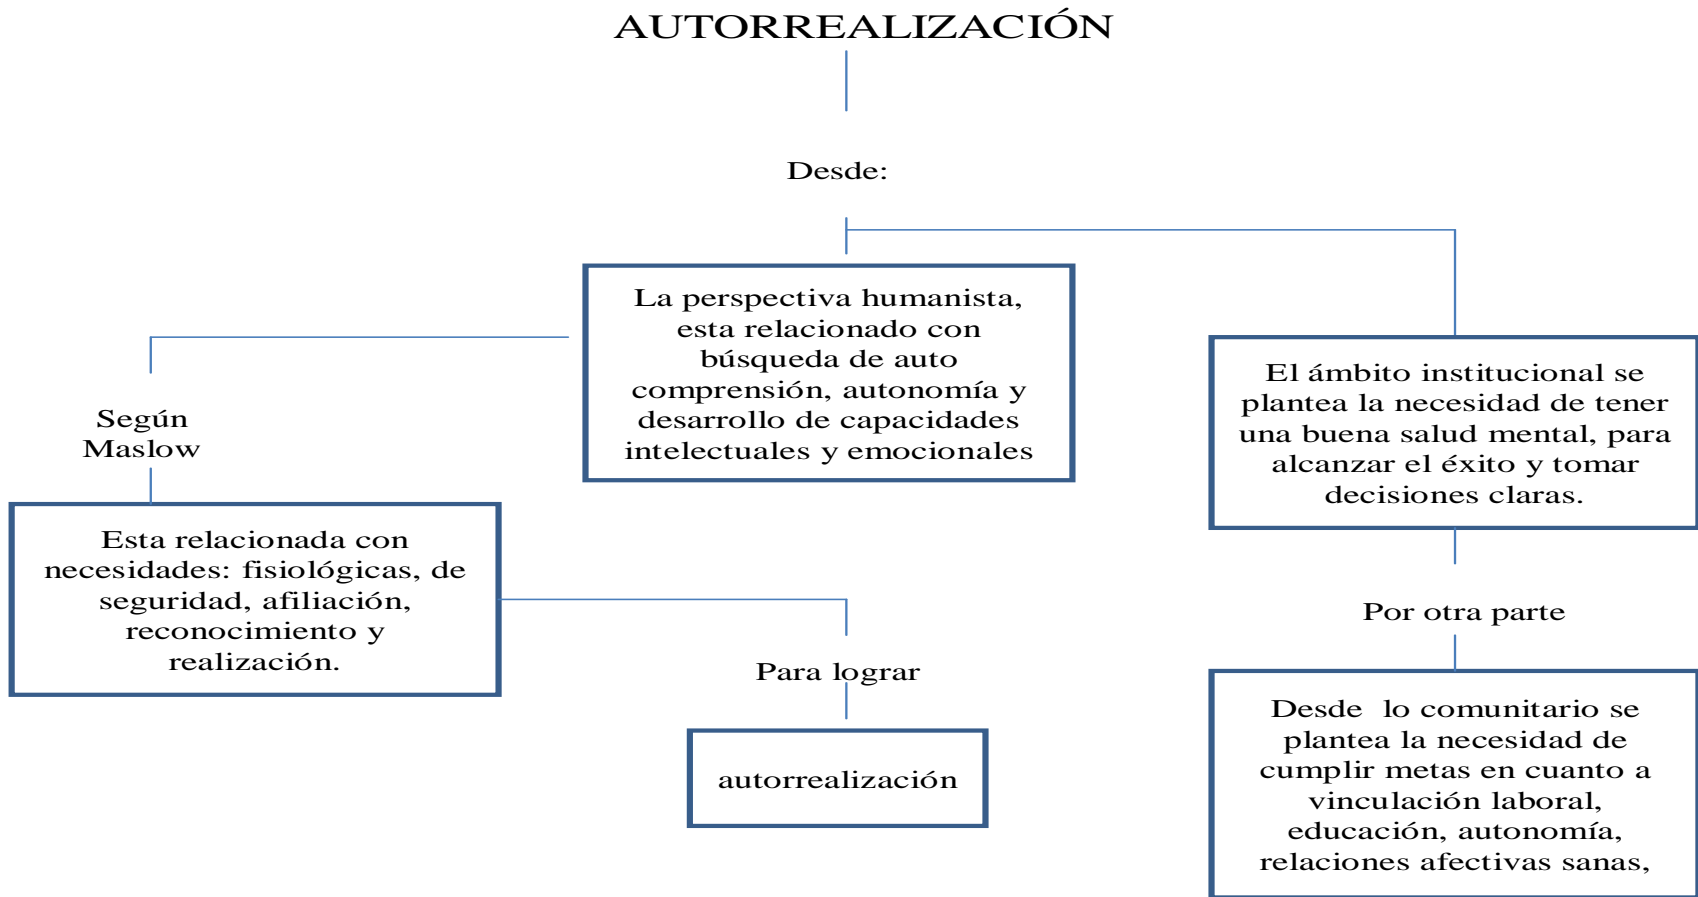 AUTORREALIZACIÓN
Desde:
La perspectiva humanista,
esta relacionado con
búsqueda de auto
comprensión, autonomía y
desarrollo de capacidades
intelectuales y emocionales
El ámbito institucional se
plantea la necesidad de tener
una buena salud mental, para
alcanzar el éxito y tomar
decisiones claras.
Según
Maslow
Esta relacionada con
necesidades: fisiológicas, de
seguridad, afiliación,
reconocimiento y
realización.
Para lograr
autorrealización
Por otra parte
Desde  lo comunitario se
plantea la necesidad de
cumplir metas en cuanto a
vinculación laboral,
educación, autonomía,
relaciones afectivas sanas,